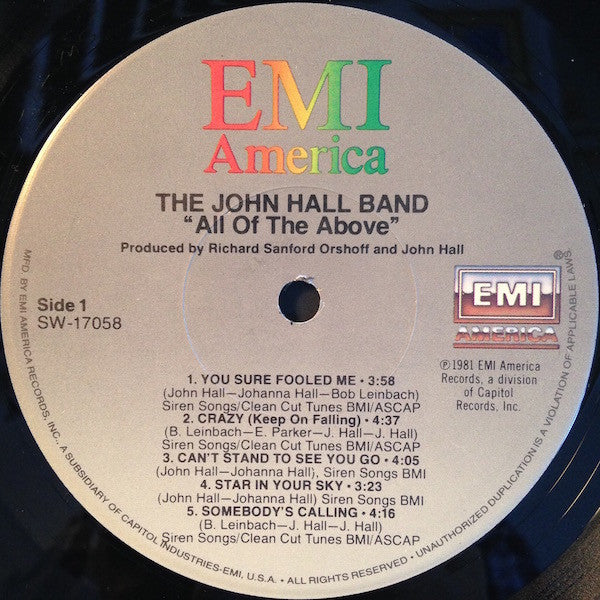 EMI
America
THE JOHN HALL BAND
"All Of The Above"
Produced by Richard Sanford Orshoff and John Hall
Side 1
SW-17058
EMI
AMERICA
®
℗ 1981 EMI America
Records, a division
of Capitol
Records, Inc.
1. YOU SURE FOOLED ME • 3:58
(John Hall—Johanna Hall—Bob Leinbach)
Siren Songs/Clean Cut Tunes BMI/ASCAP
2. CRAZY (Keep On Falling) • 4:37
(B. Leinbach—E. Parker—J. Hall—J. Hall)
Siren Songs/Clean Cut Tunes BMI/ASCAP
3. CAN'T STAND TO SEE YOU GO • 4:05
(John Hall—Johanna Hall), Siren Songs BMI
4. STAR IN YOUR SKY • 3:23
(John Hall—Johanna Hall) Siren Songs BMI
5. SOMEBODY'S CALLING • 4:16
(B. Leinbach—J. Hall—J. Hall)
Siren Songs/Clean Cut Tunes BMI/ASCAP
MFD. BY EMI AMERICA RECORDS, INC., A SUBSIDIARY OF CAPITOL INDUSTRIES-EMI, U.S.A. • ALL RIGHTS RESERVED. • UNAUTHORIZED DUPLICATION IS A VIOLATION OF APPLICABLE LAWS.